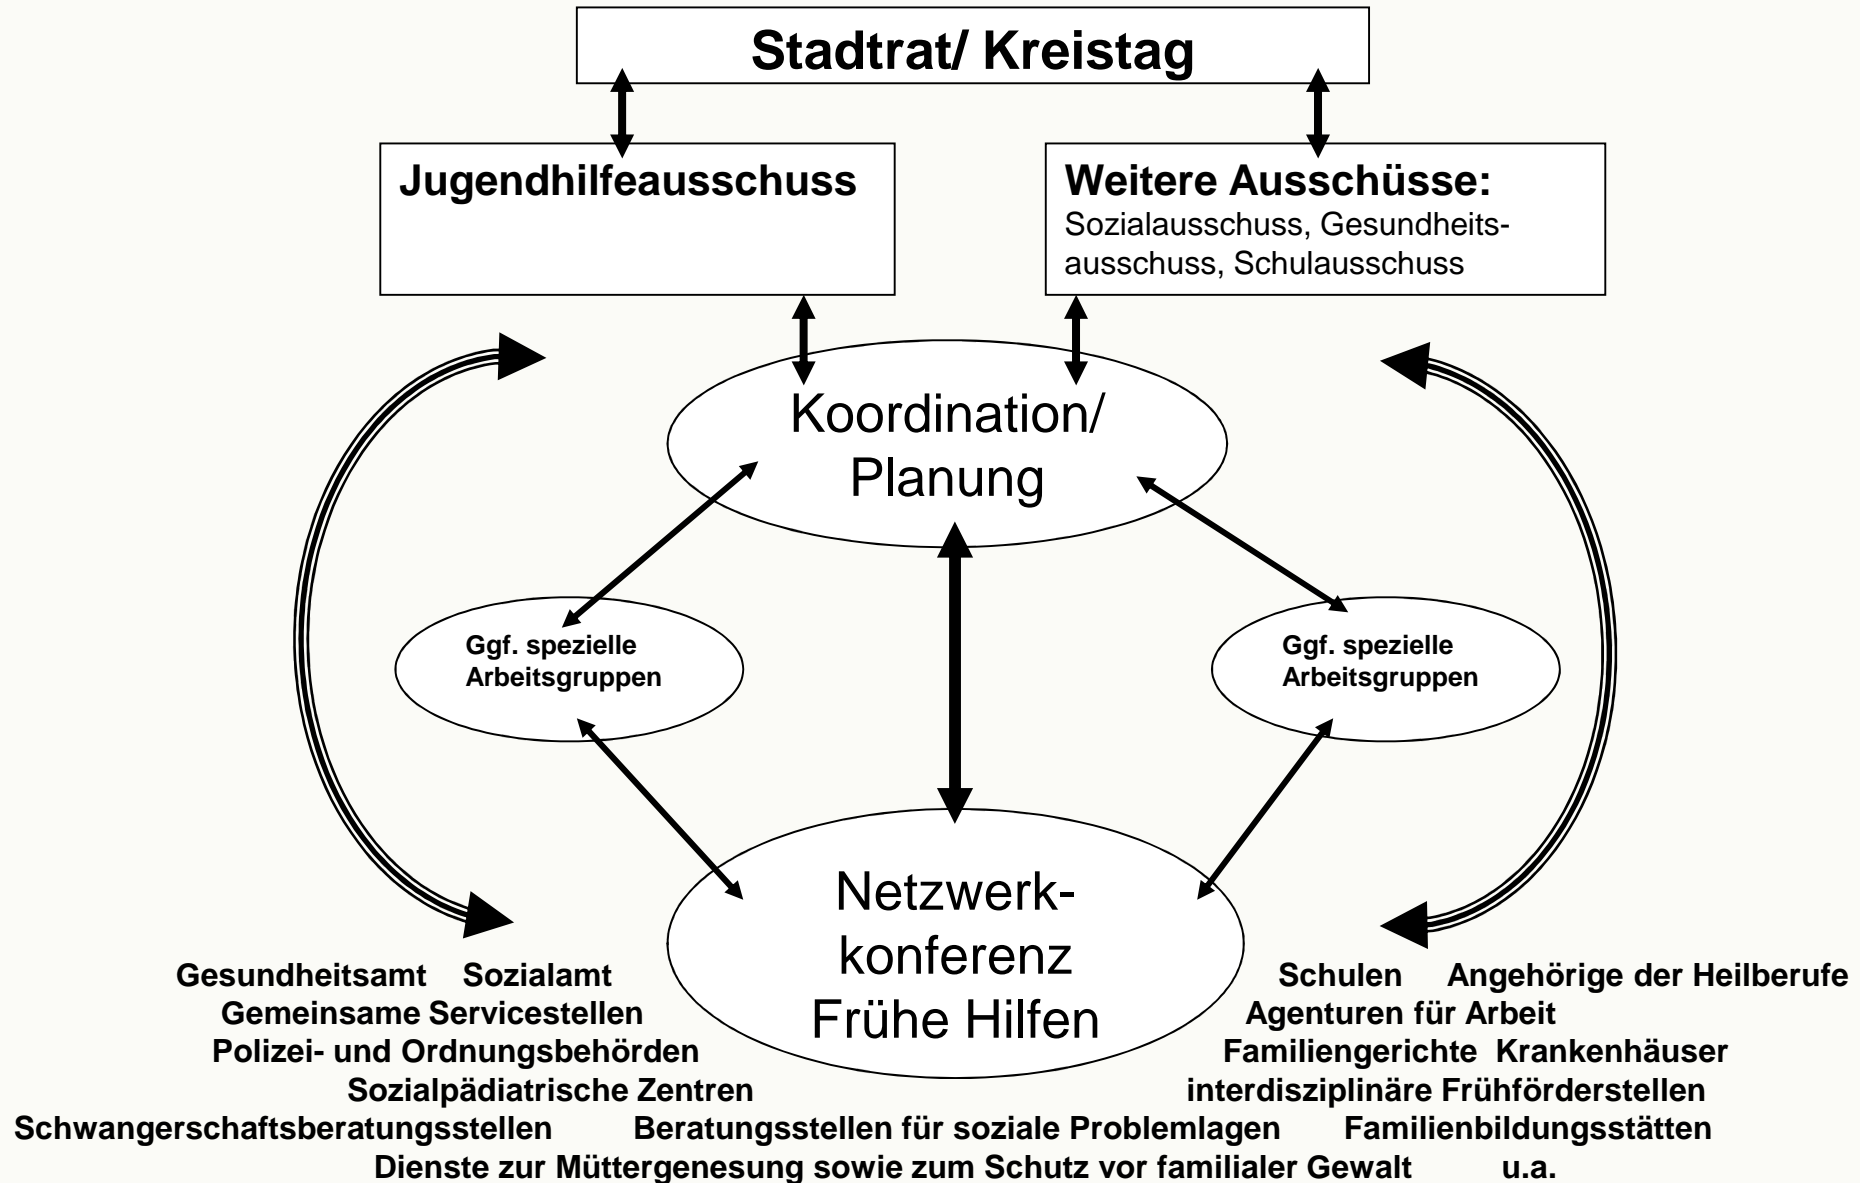 Stadtrat/ Kreistag
Jugendhilfeausschuss
Weitere Ausschüsse:
Sozialausschuss, Gesundheits-
ausschuss, Schulausschuss
Koordination/
Planung
Ggf. spezielle
Arbeitsgruppen
Ggf. spezielle
Arbeitsgruppen
Netzwerk-
konferenz
Frühe Hilfen
Gesundheitsamt Sozialamt
Gemeinsame Servicestellen
Polizei- und Ordnungsbehörden
Sozialpädiatrische Zentren
Schulen Angehörige der Heilberufe
Agenturen für Arbeit
Familiengerichte Krankenhäuser
interdisziplinäre Frühförderstellen
Schwangerschaftsberatungsstellen Beratungsstellen für soziale Problemlagen Familienbildungsstätten
Dienste zur Müttergenesung sowie zum Schutz vor familialer Gewalt u.a.